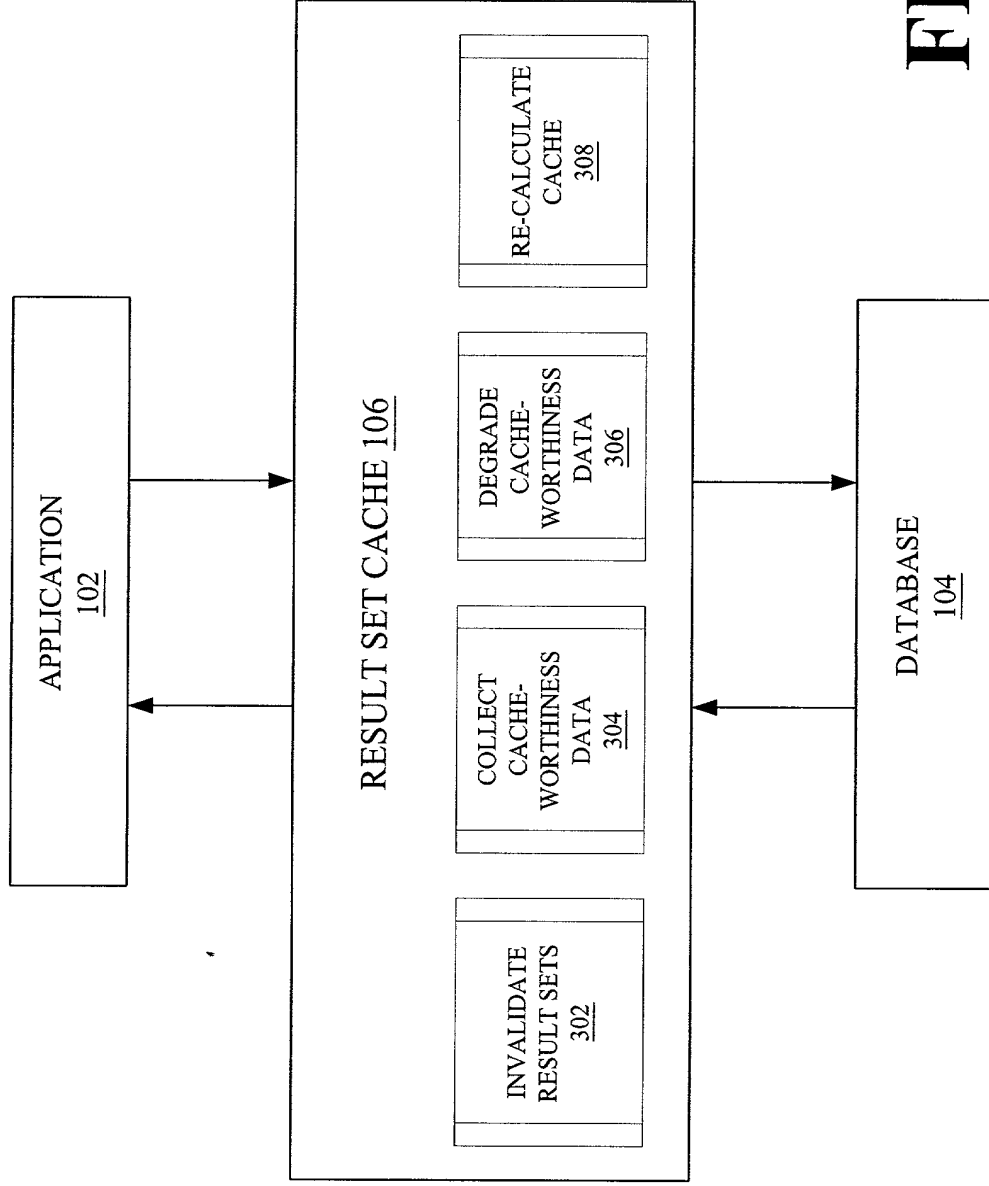 APPLICATION
102
RESULT SET CACHE 106
INVALIDATE
RESULT SETS
302
COLLECT
CACHE-
WORTHINESS
DATA
304
DEGRADE
CACHE-
WORTHINESS
DATA
306
RE-CALCULATE
CACHE
308
DATABASE
104